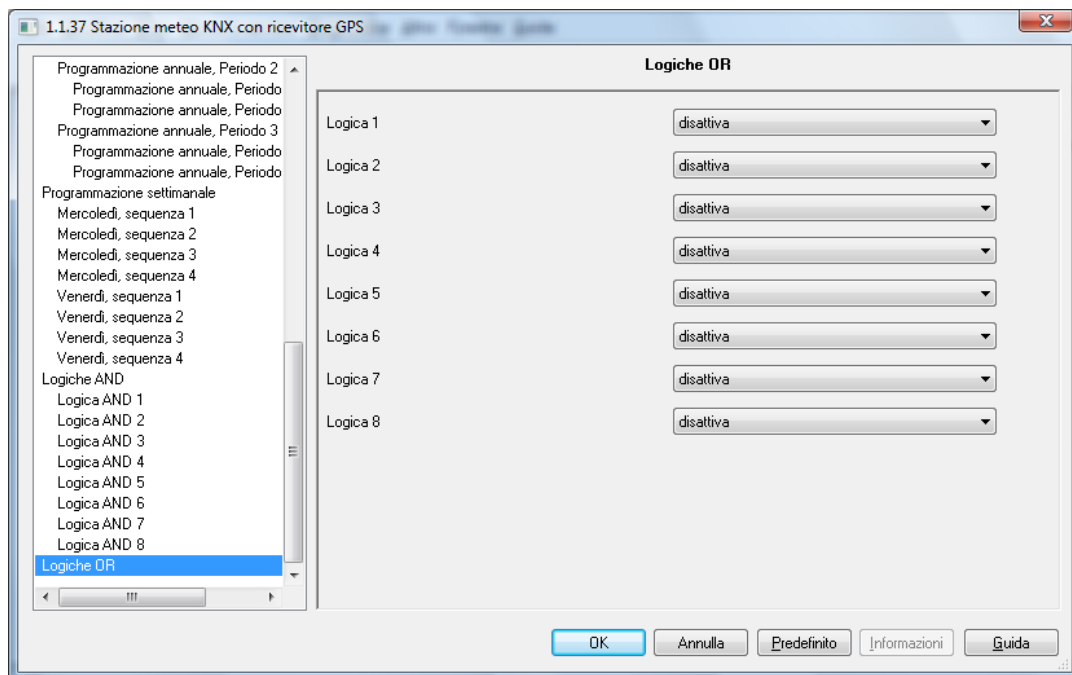 1.1.37 Stazione meteo KNX con ricevitore GPS
Programmazione annuale, Periodo 2
Programmazione annuale, Periodo
Programmazione annuale, Periodo
Programmazione annuale, Periodo 3
Programmazione annuale, Periodo
Programmazione annuale, Periodo
Programmazione settimanale
Mercoledì, sequenza 1
Mercoledì, sequenza 2
Mercoledì, sequenza 3
Mercoledì, sequenza 4
Venerdì, sequenza 1
Venerdì, sequenza 2
Venerdì, sequenza 3
Venerdì, sequenza 4
Logiche AND
Logica AND 1
Logica AND 2
Logica AND 3
Logica AND 4
Logica AND 5
Logica AND 6
Logica AND 7
Logica AND 8
Logiche OR
Logiche OR
Logica 1 disattiva
Logica 2 disattiva
Logica 3 disattiva
Logica 4 disattiva
Logica 5 disattiva
Logica 6 disattiva
Logica 7 disattiva
Logica 8 disattiva
OK Annulla Predefinito Informazioni Guida